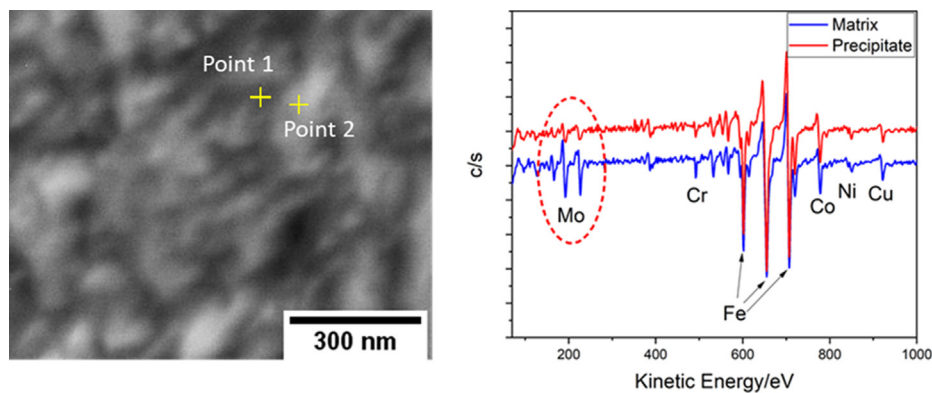 Point 1
Point 2
300 nm
Matrix
Precipitate
c/s
Mo
Cr
Fe
Co
Ni
Cu
200
400
600
800
1000
Kinetic Energy/eV